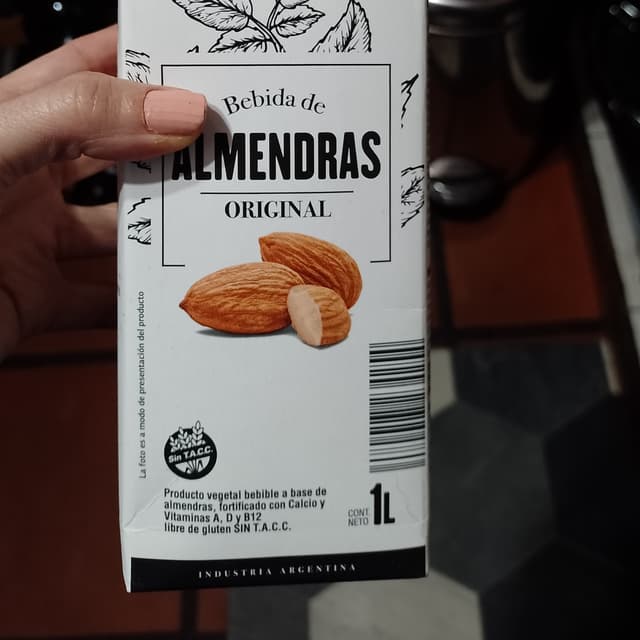 Bebida de
ALMENDRAS
ORIGINAL
La foto es a modo de presentación del producto
Sin T.A.C.C.
Producto vegetal bebible a base de
almendras, fortificado con Calcio y
Vitaminas A, D y B12
libre de gluten SIN T.A.C.C.
CONT.
NETO
1L
INDUSTRIA ARGENTINA